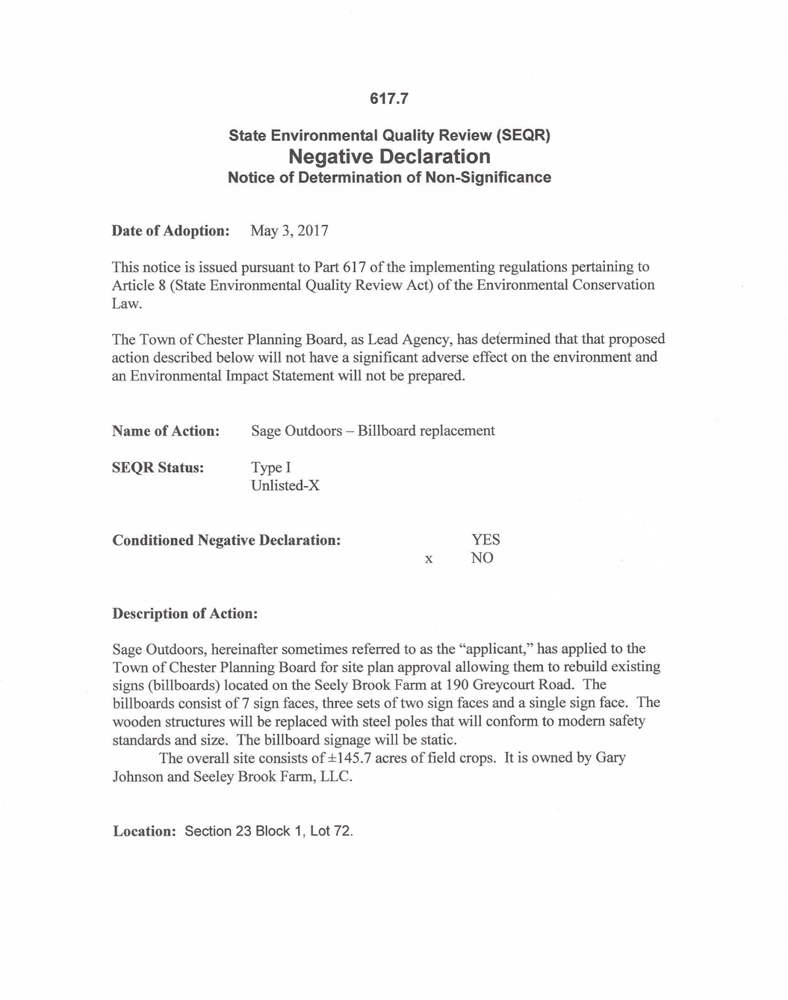 617.7
State Environmental Quality Review (SEQR)
Negative Declaration
Notice of Determination of Non-Significance
Date of Adoption: May 3, 2017
This notice is issued pursuant to Part 617 of the implementing regulations pertaining to
Article 8 (State Environmental Quality Review Act) of the Environmental Conservation
Law.
The Town of Chester Planning Board, as Lead Agency, has determined that that proposed
action described below will not have a significant adverse effect on the environment and
an Environmental Impact Statement will not be prepared.
Name of Action: Sage Outdoors – Billboard replacement
SEQR Status: Type I
Unlisted-X
Conditioned Negative Declaration: YES
x NO
Description of Action:
Sage Outdoors, hereinafter sometimes referred to as the “applicant,” has applied to the
Town of Chester Planning Board for site plan approval allowing them to rebuild existing
signs (billboards) located on the Seely Brook Farm at 190 Greycourt Road. The
billboards consist of 7 sign faces, three sets of two sign faces and a single sign face. The
wooden structures will be replaced with steel poles that will conform to modern safety
standards and size. The billboard signage will be static.
The overall site consists of ±145.7 acres of field crops. It is owned by Gary
Johnson and Seeley Brook Farm, LLC.
Location: Section 23 Block 1, Lot 72.